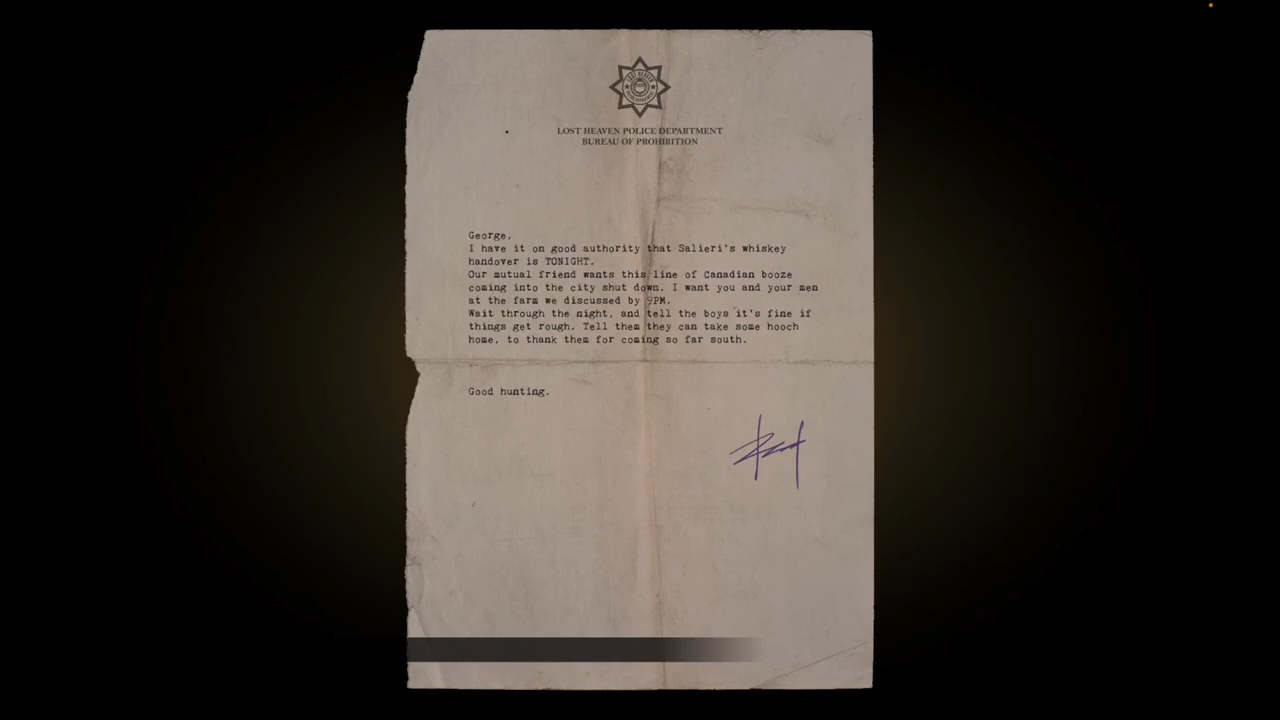 LOST HEAVEN
LOST HEAVEN POLICE DEPARTMENT
BUREAU OF PROHIBITION
George,
I have it on good authority that Salieri's whiskey
handover is TONIGHT.
Our mutual friend wants this line of Canadian booze
coming into the city shut down. I want you and your men
at the farm we discussed by 9PM.
Wait through the night, and tell the boys it's fine if
things get rough. Tell them they can take some hooch
home, to thank them for coming so far south.
Good hunting.